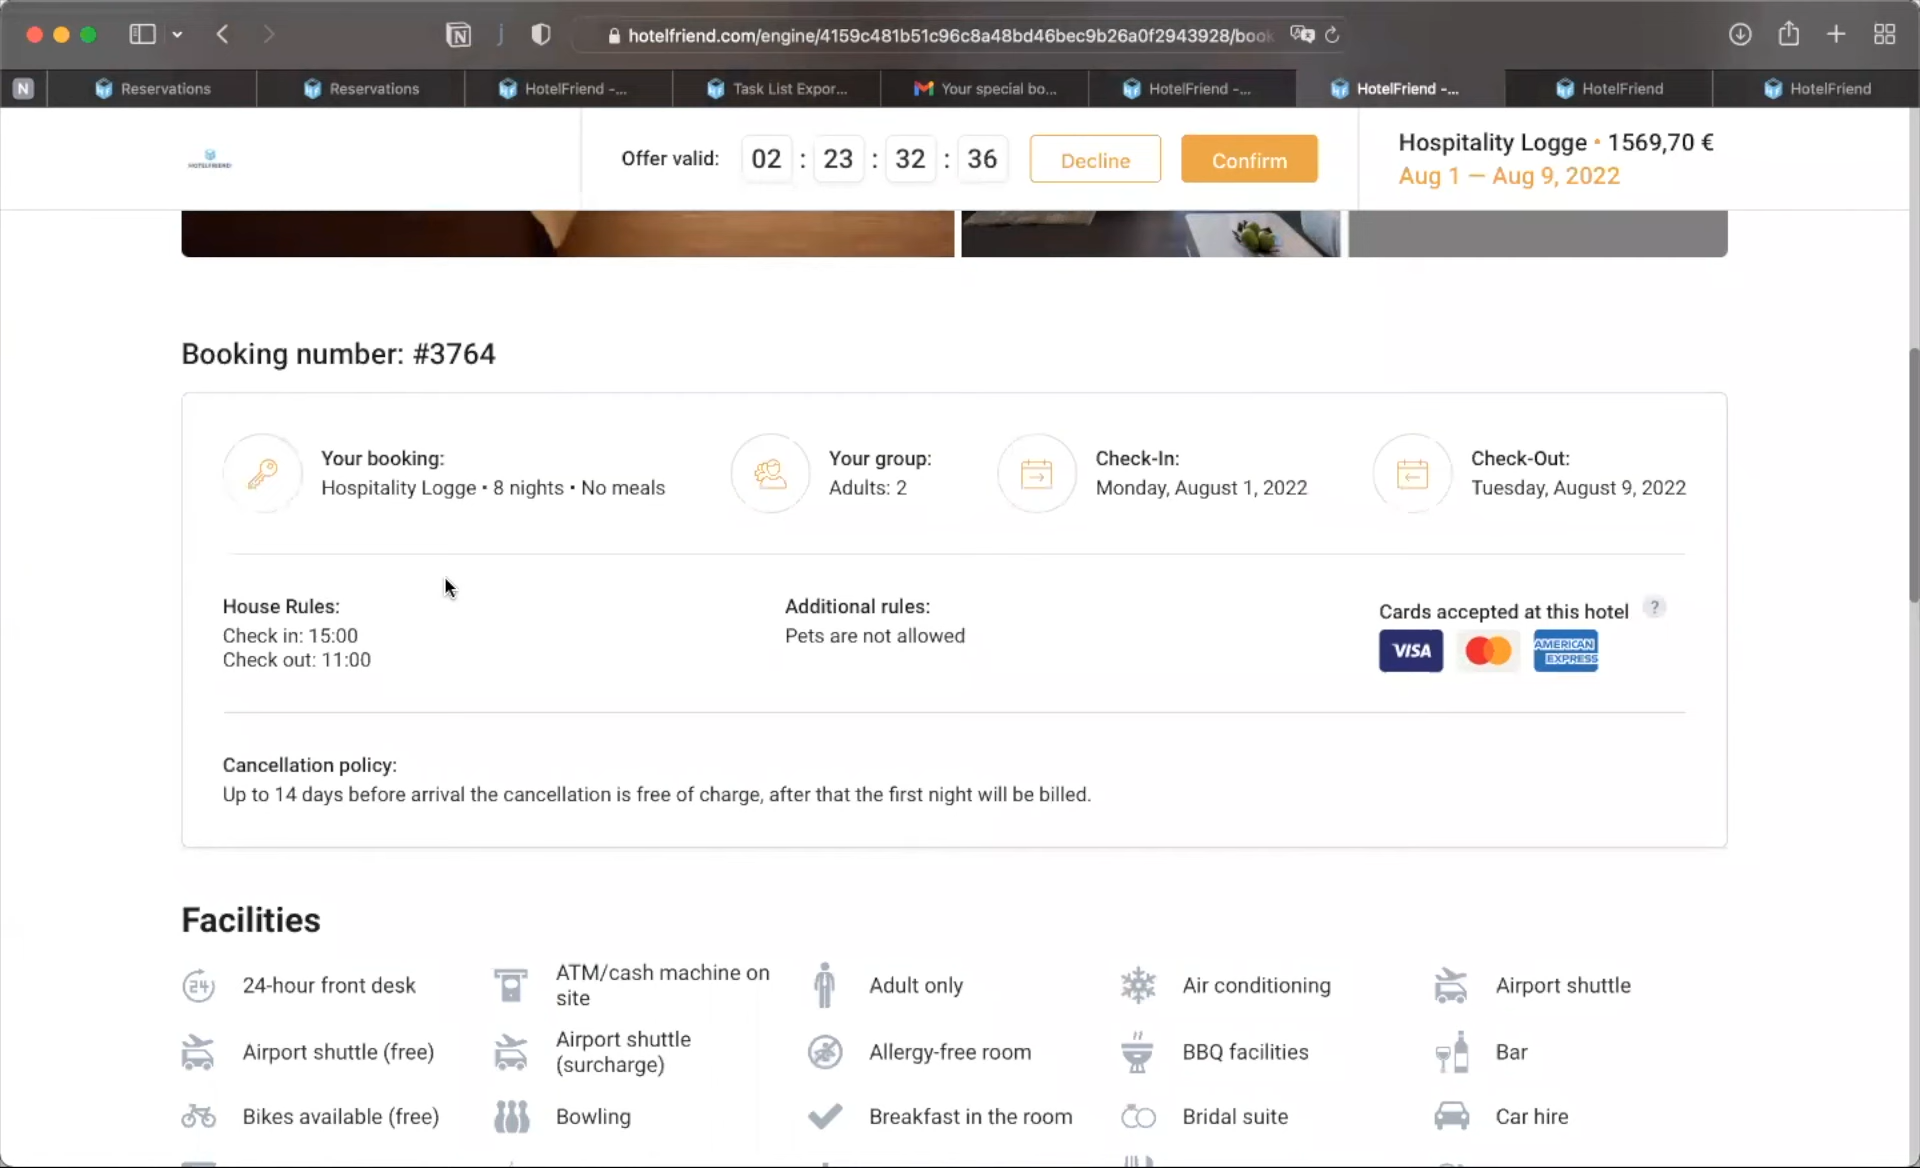 hotelfriend.com/engine/4159c481b51c96c8a48bd46bec9b26a0f2943928/book
N
Reservations
Reservations
HotelFriend -...
Task List Expor...
Your special bo...
HotelFriend -...
HotelFriend -...
HotelFriend
HotelFriend
HOTELFRIEND
Offer valid: 02 : 23 : 32 : 36
Decline
Confirm
Hospitality Logge • 1569,70 €
Aug 1 — Aug 9, 2022
Booking number: #3764
Your booking:
Hospitality Logge • 8 nights • No meals
Your group:
Adults: 2
Check-In:
Monday, August 1, 2022
Check-Out:
Tuesday, August 9, 2022
House Rules:
Check in: 15:00
Check out: 11:00
Additional rules:
Pets are not allowed
Cards accepted at this hotel ?
VISA
AMERICAN
EXPRESS
Cancellation policy:
Up to 14 days before arrival the cancellation is free of charge, after that the first night will be billed.
Facilities
24-hour front desk
ATM/cash machine on
site
Adult only
Air conditioning
Airport shuttle
Airport shuttle (free)
Airport shuttle
(surcharge)
Allergy-free room
BBQ facilities
Bar
Bikes available (free)
Bowling
Breakfast in the room
Bridal suite
Car hire